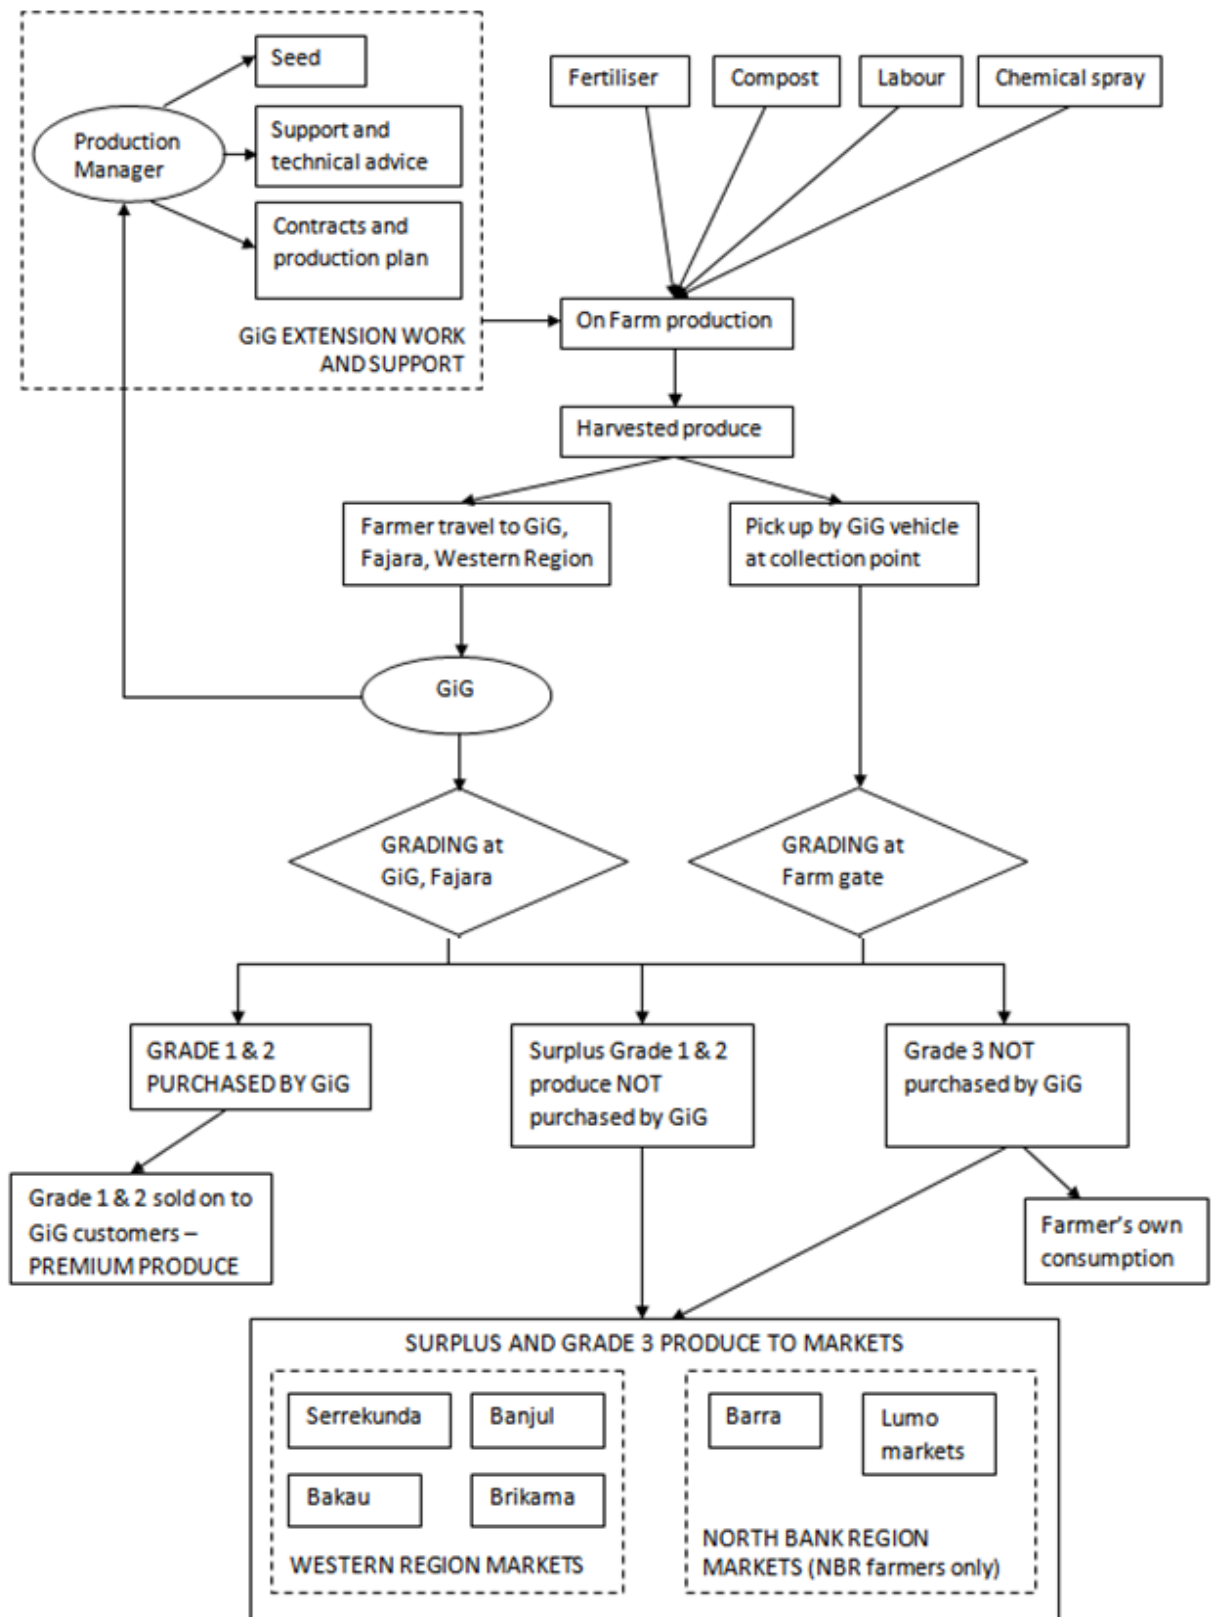 Seed
Production
Manager
Support and
technical advice
Contracts and
production plan
GiG EXTENSION WORK
AND SUPPORT
Fertiliser
Compost
Labour
Chemical spray
On Farm production
Harvested produce
Farmer travel to GiG,
Fajara, Western Region
Pick up by GiG vehicle
at collection point
GiG
GRADING at
GiG, Fajara
GRADING at
Farm gate
GRADE 1 & 2
PURCHASED BY GiG
Surplus Grade 1 & 2
produce NOT
purchased by GiG
Grade 3 NOT
purchased by GiG
Grade 1 & 2 sold on to
GiG customers –
PREMIUM PRODUCE
Farmer's own
consumption
SURPLUS AND GRADE 3 PRODUCE TO MARKETS
Serrekunda
Banjul
Bakau
Brikama
WESTERN REGION MARKETS
Barra
Lumo
markets
NORTH BANK REGION
MARKETS (NBR farmers only)